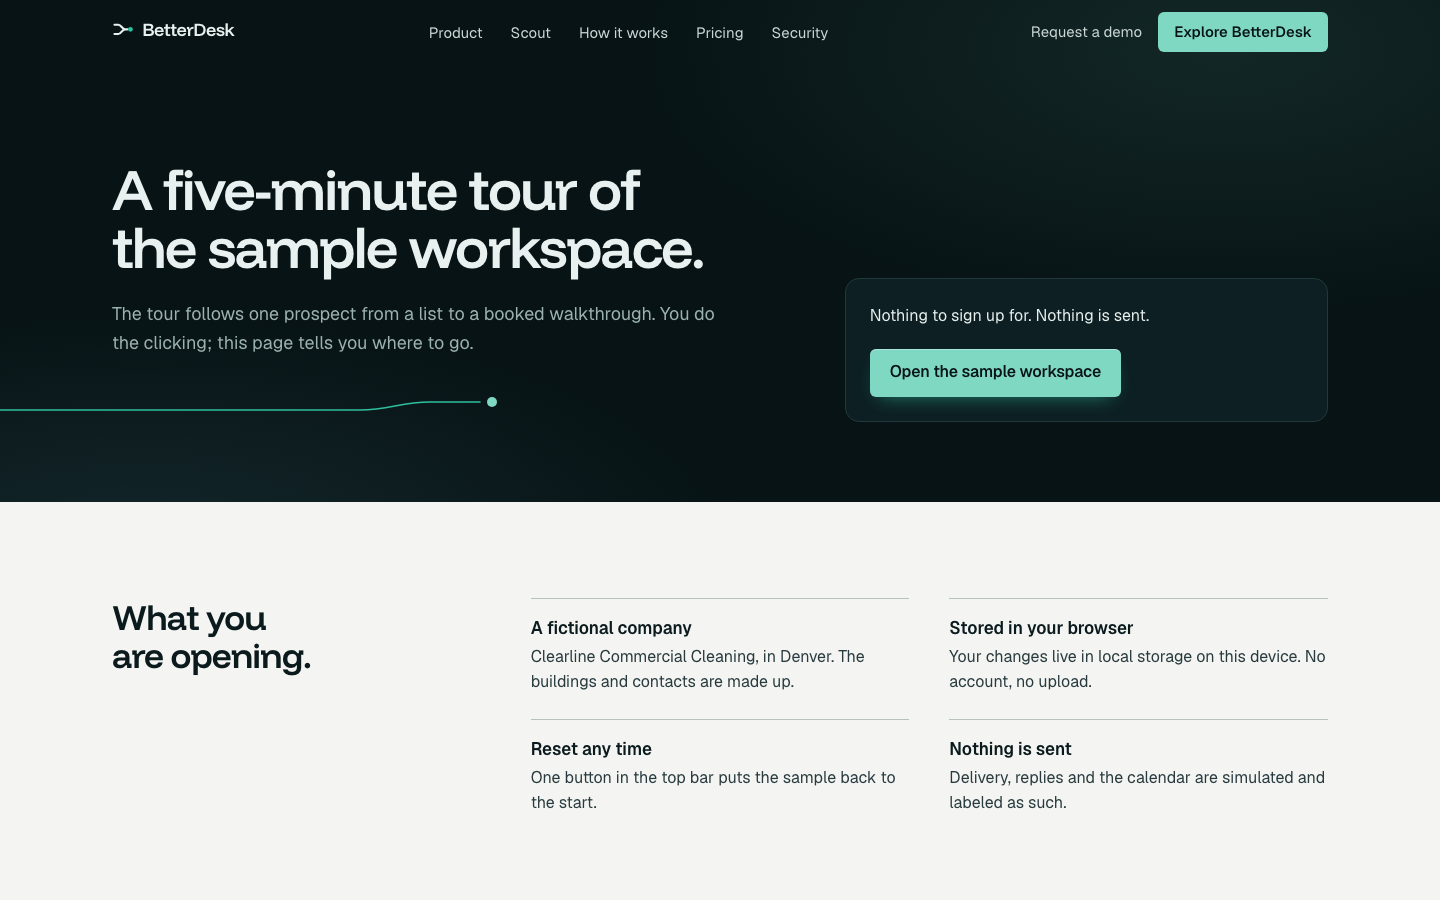 BetterDesk
Product
Scout
How it works
Pricing
Security
Request a demo
Explore BetterDesk
A five-minute tour of
the sample workspace.
The tour follows one prospect from a list to a booked walkthrough. You do
the clicking; this page tells you where to go.
Nothing to sign up for. Nothing is sent.
Open the sample workspace
What you
are opening.
A fictional company
Clearline Commercial Cleaning, in Denver. The
buildings and contacts are made up.
Stored in your browser
Your changes live in local storage on this device. No
account, no upload.
Reset any time
One button in the top bar puts the sample back to
the start.
Nothing is sent
Delivery, replies and the calendar are simulated and
labeled as such.